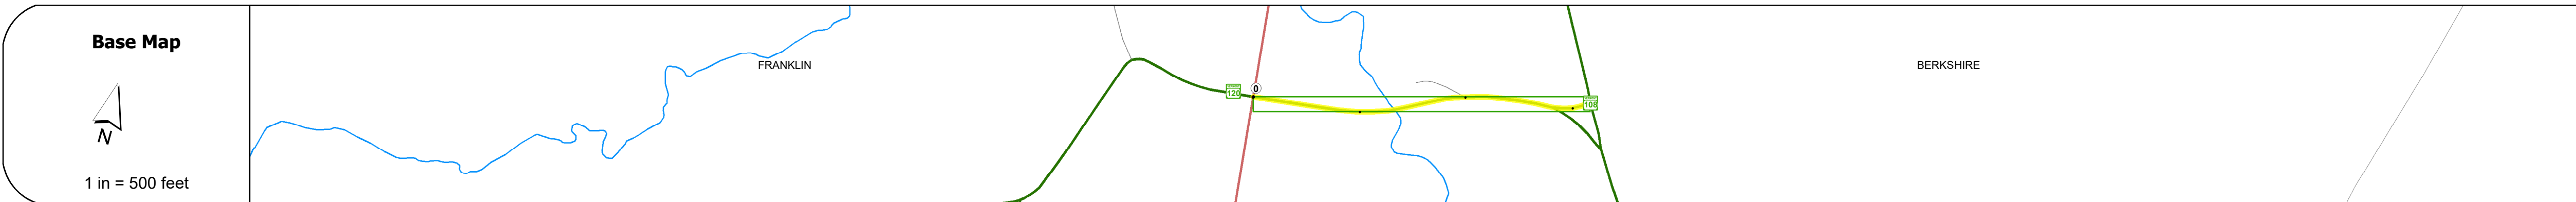 Base Map
N
1 in = 500 feet
FRANKLIN
120
0
108
BERKSHIRE